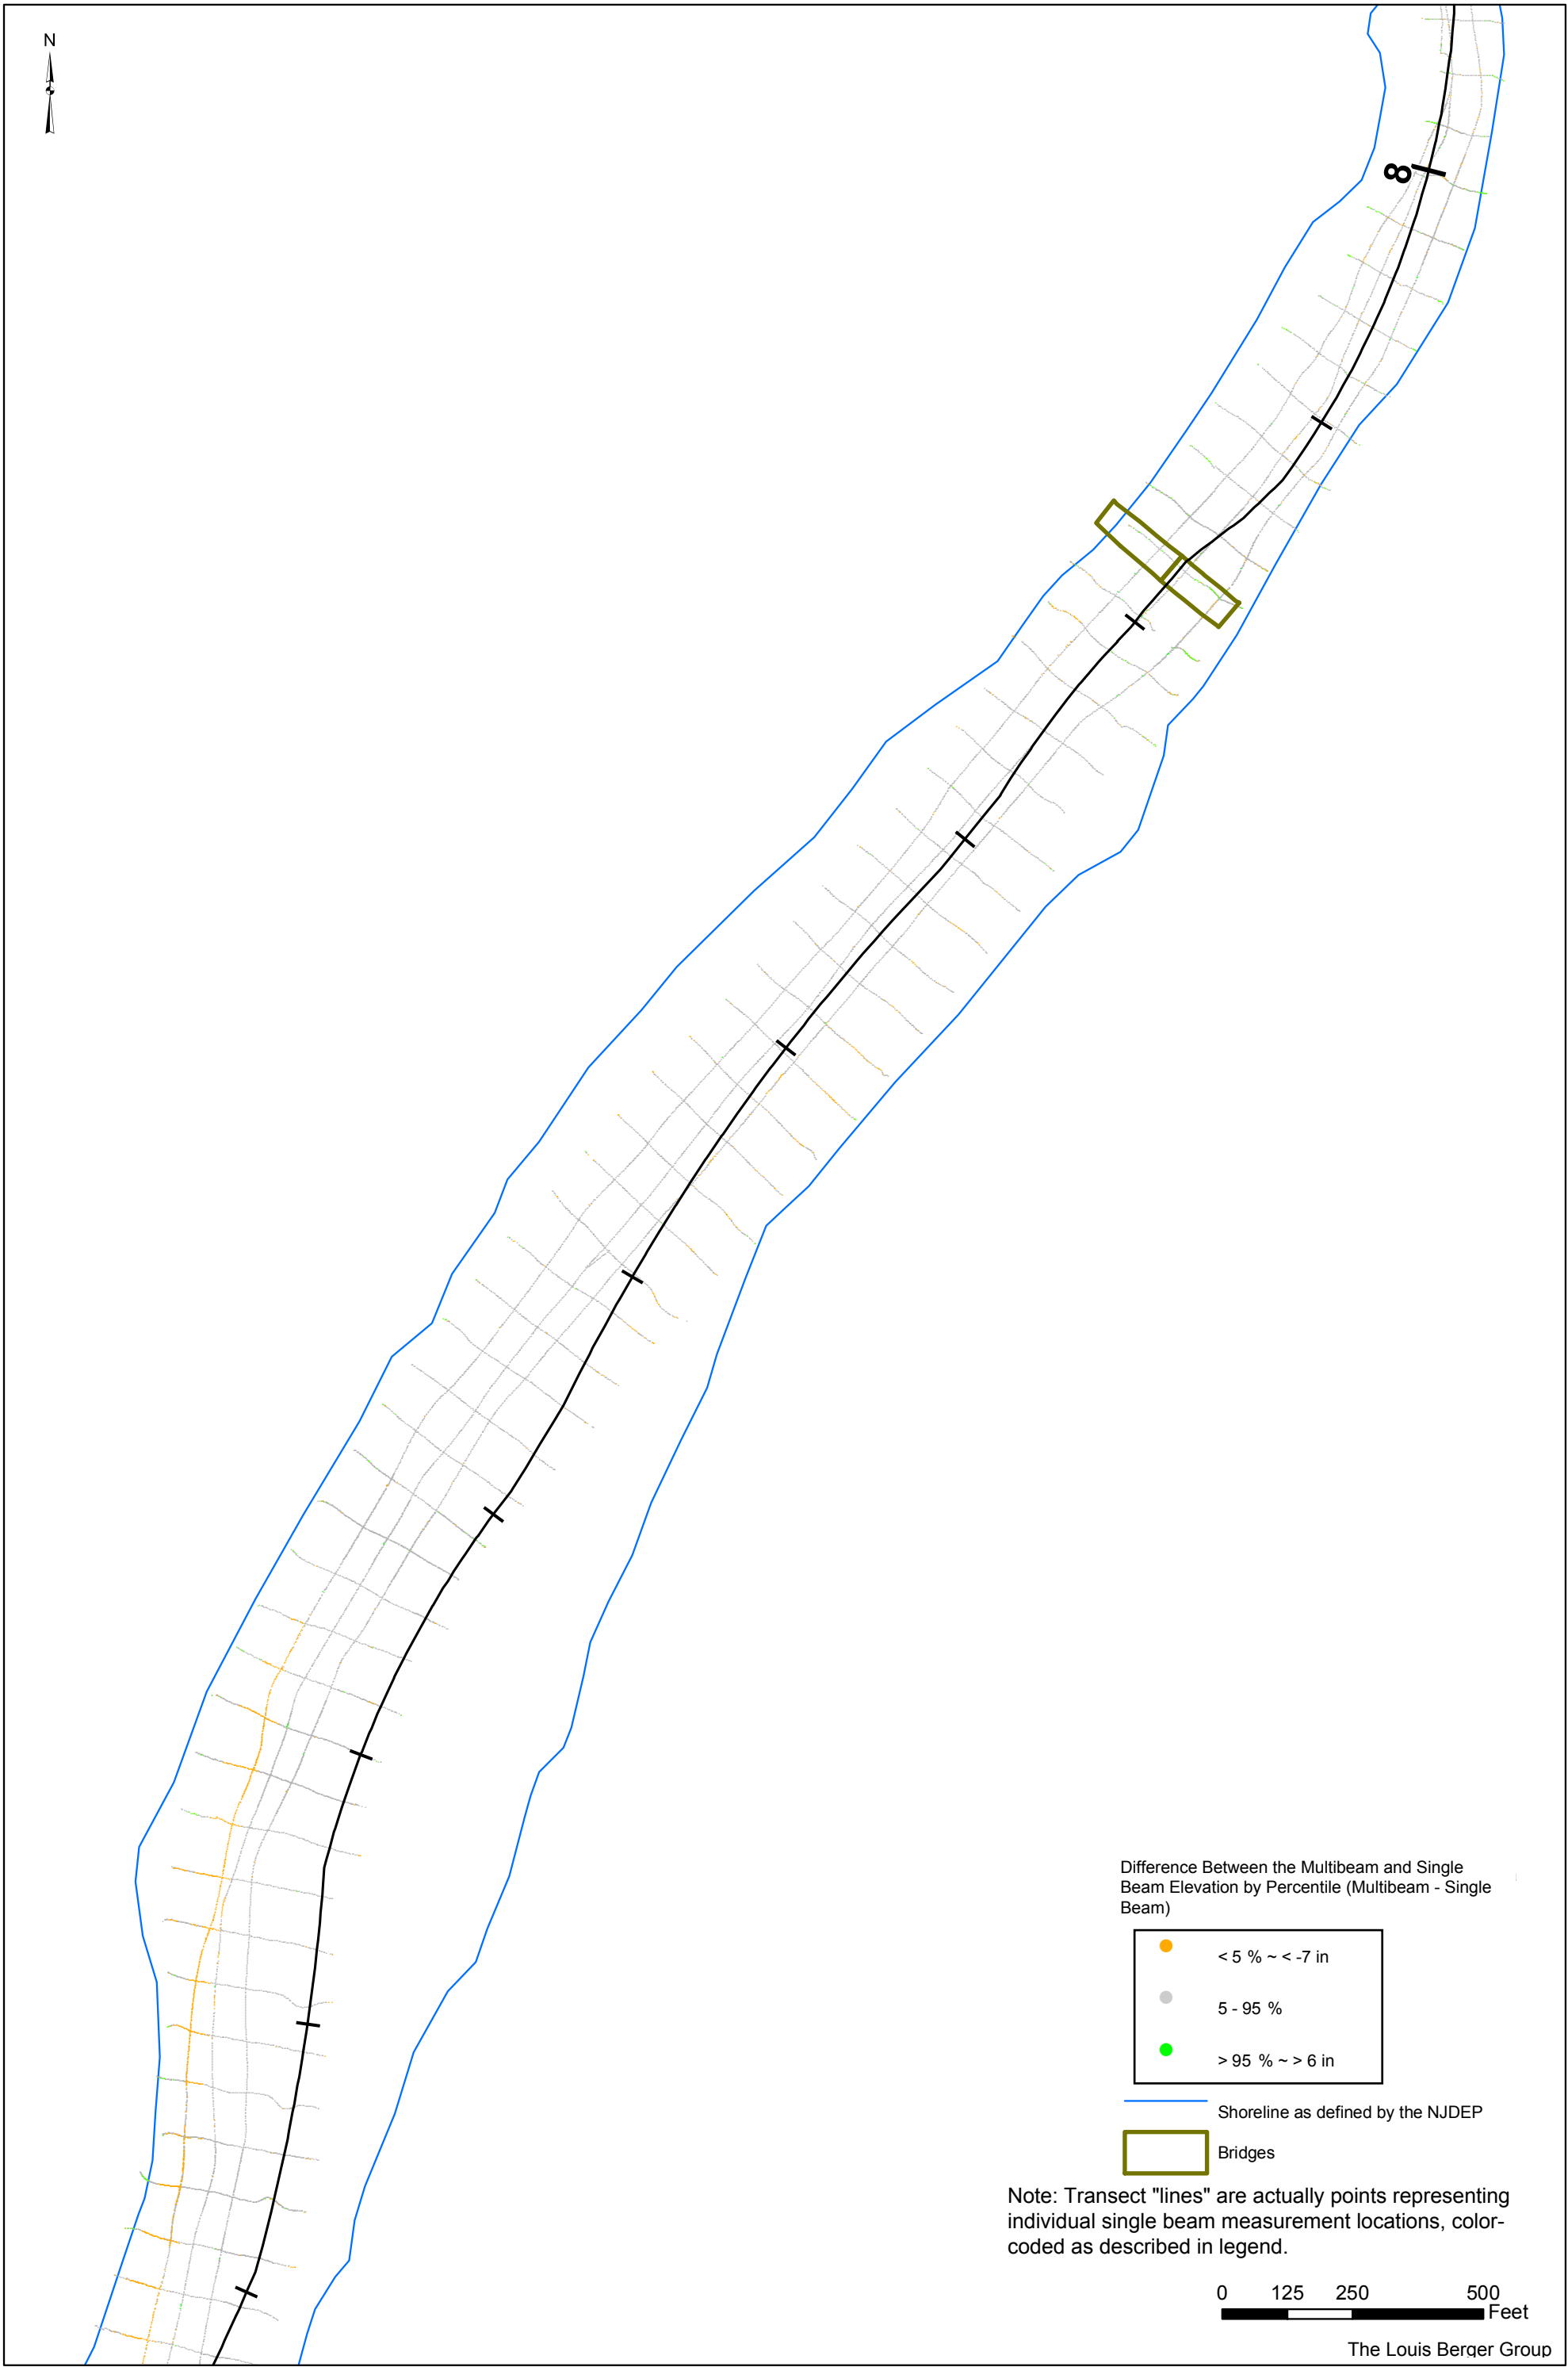 N
8
Difference Between the Multibeam and Single
Beam Elevation by Percentile (Multibeam - Single
Beam)
< 5 % ~ < -7 in
5 - 95 %
> 95 % ~ > 6 in
Shoreline as defined by the NJDEP
Bridges
Note: Transect "lines" are actually points representing
individual single beam measurement locations, color-
coded as described in legend.
0 125 250 500
Feet
The Louis Berger Group